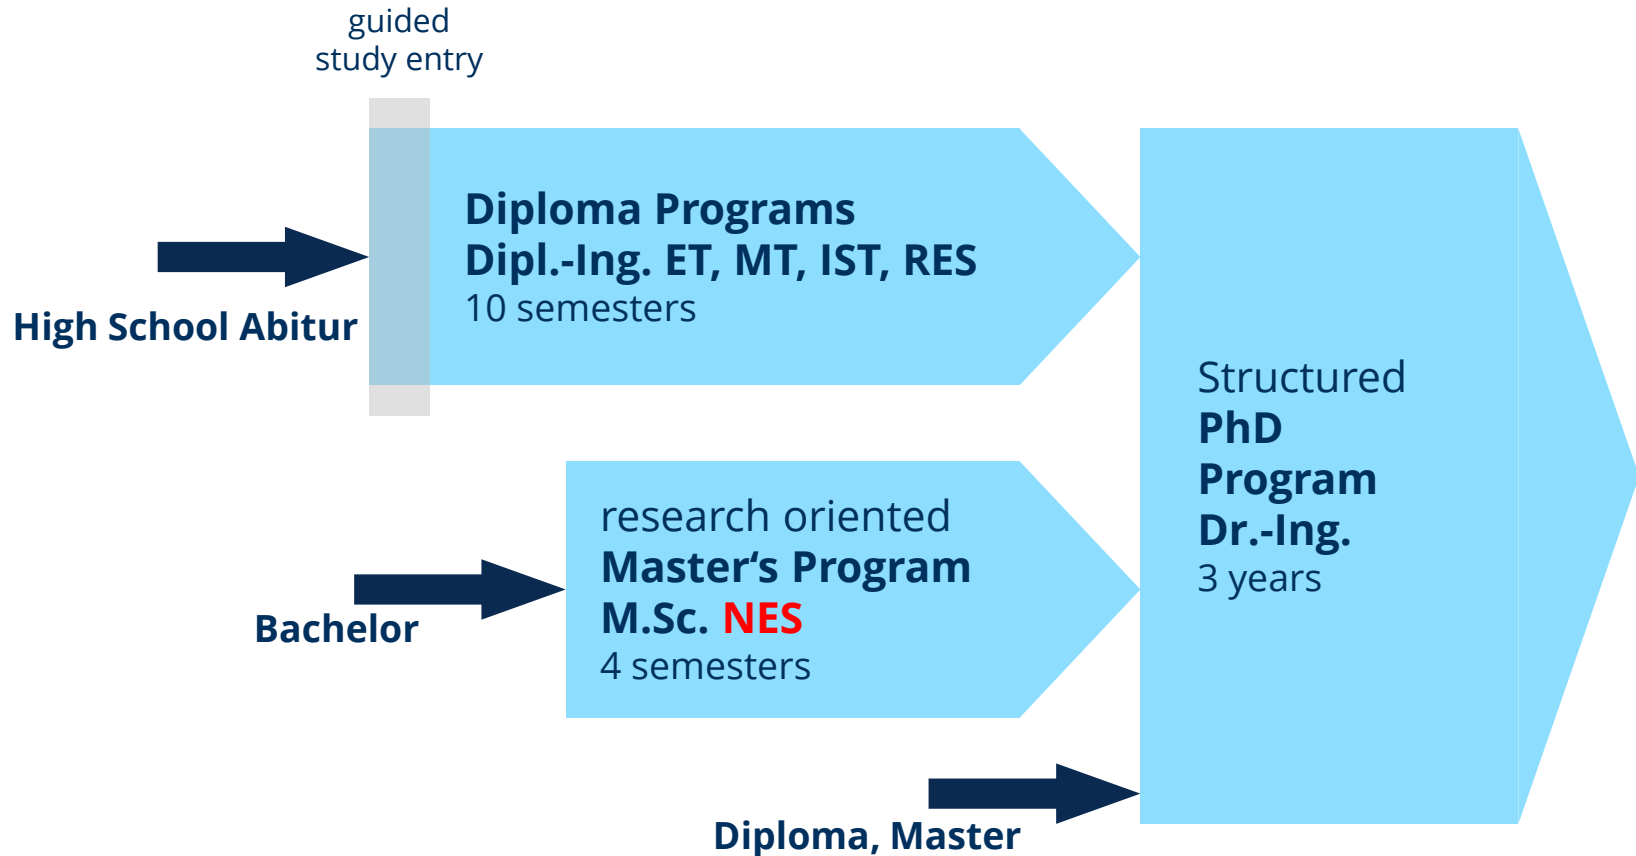 guided
study entry
Diploma Programs
Dipl.-Ing. ET, MT, IST, RES
10 semesters
High School Abitur
research oriented
Master‘s Program
M.Sc. NES
4 semesters
Bachelor
Structured
PhD
Program
Dr.-Ing.
3 years
Diploma, Master